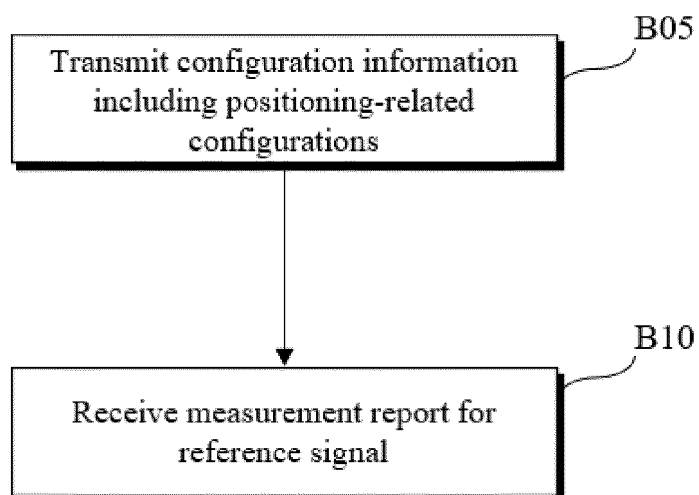 B05
Transmit configuration information
including positioning-related
configurations
B10
Receive measurement report for
reference signal